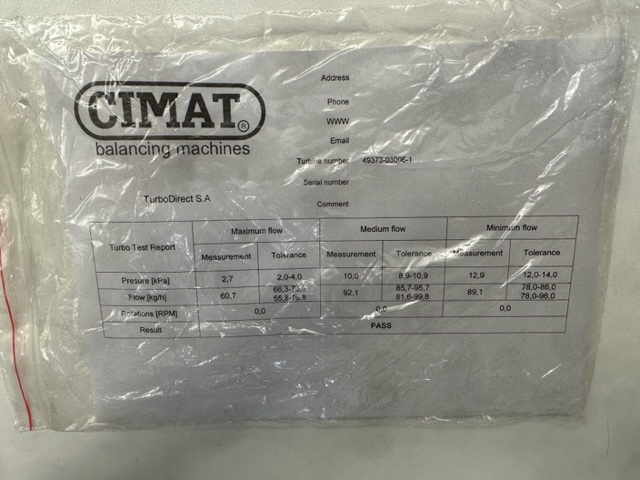 CIMAT®
balancing machines
Address
Phone
WWW
Email
Turbine number 49373-03006-1
Serial number
Comment
TurboDirect S.A
Turbo Test Report Maximum flow Medium flow Minimum flow
Measurement Tolerance Measurement Tolerance Measurement Tolerance
Presure [kPa] 2,7 2,0-4,0 10,0 8,9-10,9 12,9 12,0-14,0
Flow [kg/h] 60,7 92,1 85,7-95,7 89,1 78,0-86,0
81,6-99,8 78,0-96,0
Rotations [RPM] 0,0 0,0 0,0
Result PASS